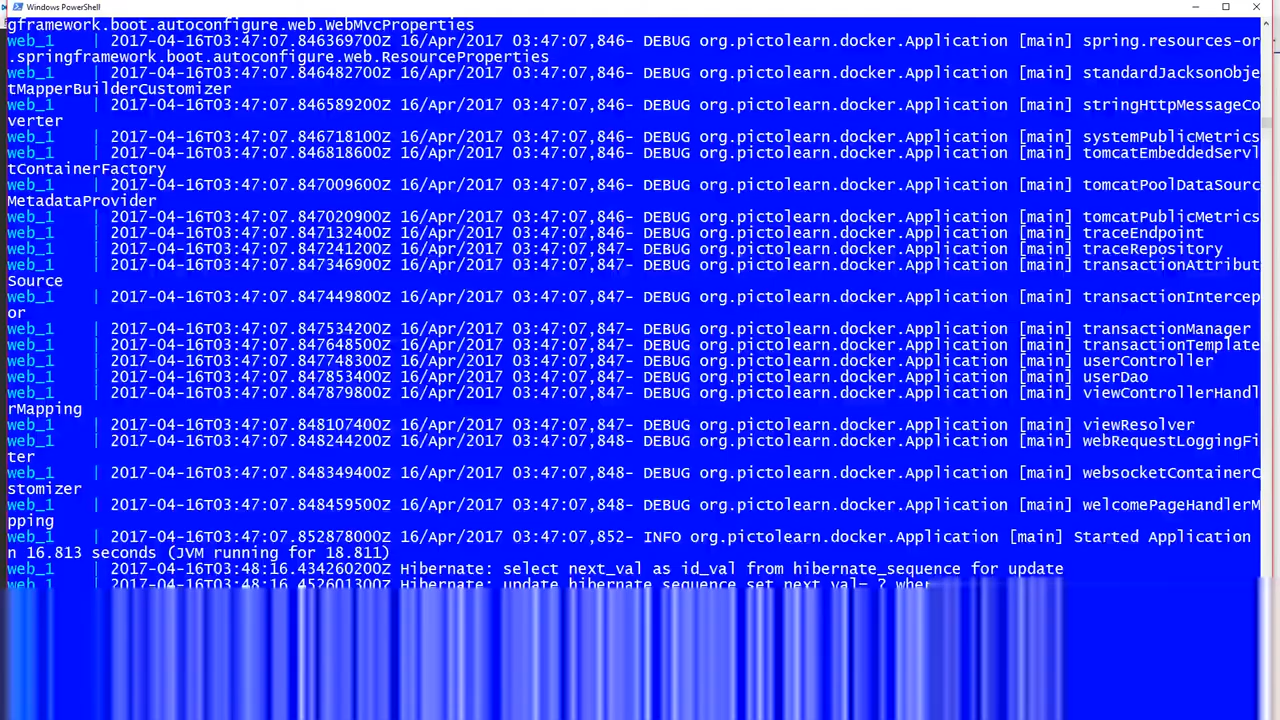 Windows PowerShell
gframework.boot.autoconfigure.web.WebMvcProperties
web_1 | 2017-04-16T03:47:07.846369700Z 16/Apr/2017 03:47:07,846- DEBUG org.pictolearn.docker.Application [main] spring.resources-or
.springframework.boot.autoconfigure.web.ResourceProperties
web_1 | 2017-04-16T03:47:07.846482700Z 16/Apr/2017 03:47:07,846- DEBUG org.pictolearn.docker.Application [main] standardJacksonObje
tMapperBuilderCustomizer
web_1 | 2017-04-16T03:47:07.846589200Z 16/Apr/2017 03:47:07,846- DEBUG org.pictolearn.docker.Application [main] stringHttpMessageCo
verter
web_1 | 2017-04-16T03:47:07.846718100Z 16/Apr/2017 03:47:07,846- DEBUG org.pictolearn.docker.Application [main] systemPublicMetrics
web_1 | 2017-04-16T03:47:07.846818600Z 16/Apr/2017 03:47:07,846- DEBUG org.pictolearn.docker.Application [main] tomcatEmbeddedServl
tContainerFactory
web_1 | 2017-04-16T03:47:07.847009600Z 16/Apr/2017 03:47:07,846- DEBUG org.pictolearn.docker.Application [main] tomcatPoolDataSourc
MetadataProvider
web_1 | 2017-04-16T03:47:07.847020900Z 16/Apr/2017 03:47:07,846- DEBUG org.pictolearn.docker.Application [main] tomcatPublicMetrics
web_1 | 2017-04-16T03:47:07.847132400Z 16/Apr/2017 03:47:07,846- DEBUG org.pictolearn.docker.Application [main] traceEndpoint
web_1 | 2017-04-16T03:47:07.847241200Z 16/Apr/2017 03:47:07,847- DEBUG org.pictolearn.docker.Application [main] traceRepository
web_1 | 2017-04-16T03:47:07.847346900Z 16/Apr/2017 03:47:07,847- DEBUG org.pictolearn.docker.Application [main] transactionAttribut
Source
web_1 | 2017-04-16T03:47:07.847449800Z 16/Apr/2017 03:47:07,847- DEBUG org.pictolearn.docker.Application [main] transactionIntercep
or
web_1 | 2017-04-16T03:47:07.847534200Z 16/Apr/2017 03:47:07,847- DEBUG org.pictolearn.docker.Application [main] transactionManager
web_1 | 2017-04-16T03:47:07.847648500Z 16/Apr/2017 03:47:07,847- DEBUG org.pictolearn.docker.Application [main] transactionTemplate
web_1 | 2017-04-16T03:47:07.847748300Z 16/Apr/2017 03:47:07,847- DEBUG org.pictolearn.docker.Application [main] userController
web_1 | 2017-04-16T03:47:07.847853400Z 16/Apr/2017 03:47:07,847- DEBUG org.pictolearn.docker.Application [main] userDao
web_1 | 2017-04-16T03:47:07.847879800Z 16/Apr/2017 03:47:07,847- DEBUG org.pictolearn.docker.Application [main] viewControllerHandl
rMapping
web_1 | 2017-04-16T03:47:07.848107400Z 16/Apr/2017 03:47:07,847- DEBUG org.pictolearn.docker.Application [main] viewResolver
web_1 | 2017-04-16T03:47:07.848244200Z 16/Apr/2017 03:47:07,848- DEBUG org.pictolearn.docker.Application [main] webRequestLoggingFi
ter
web_1 | 2017-04-16T03:47:07.848349400Z 16/Apr/2017 03:47:07,848- DEBUG org.pictolearn.docker.Application [main] websocketContainerC
stomizer
web_1 | 2017-04-16T03:47:07.848459500Z 16/Apr/2017 03:47:07,848- DEBUG org.pictolearn.docker.Application [main] welcomePageHandlerM
pping
web_1 | 2017-04-16T03:47:07.852878000Z 16/Apr/2017 03:47:07,852- INFO org.pictolearn.docker.Application [main] Started Application
n 16.813 seconds (JVM running for 18.811)
web_1 | 2017-04-16T03:48:16.434260200Z Hibernate: select next_val as id_val from hibernate_sequence for update
web_1 | 2017-04-16T03:48:16.452601300Z Hibernate: update hibernate_sequence set next_val= ? wher